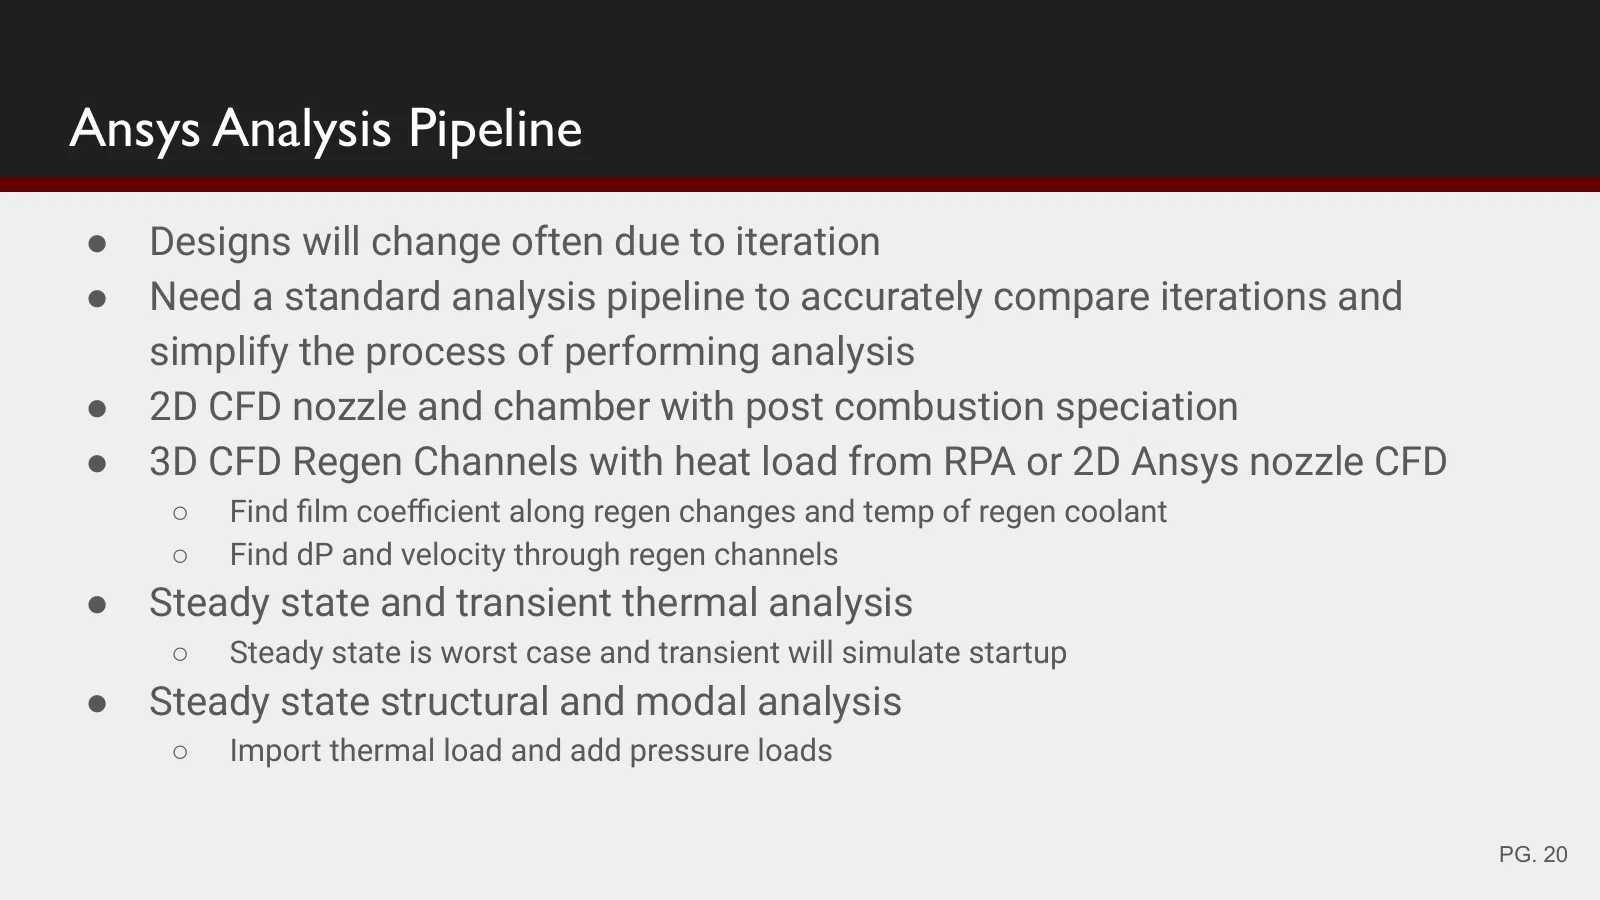 Ansys Analysis Pipeline
● Designs will change often due to iteration
● Need a standard analysis pipeline to accurately compare iterations and
simplify the process of performing analysis
● 2D CFD nozzle and chamber with post combustion speciation
● 3D CFD Regen Channels with heat load from RPA or 2D Ansys nozzle CFD
○ Find film coefficient along regen changes and temp of regen coolant
○ Find dP and velocity through regen channels
● Steady state and transient thermal analysis
○ Steady state is worst case and transient will simulate startup
● Steady state structural and modal analysis
○ Import thermal load and add pressure loads
PG. 20